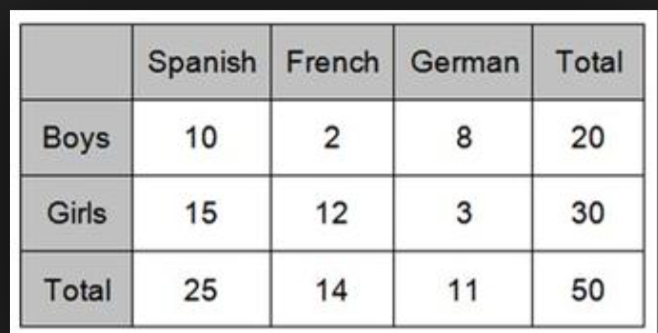 Spanish French German Total
Boys 10 2 8 20
Girls 15 12 3 30
Total 25 14 11 50